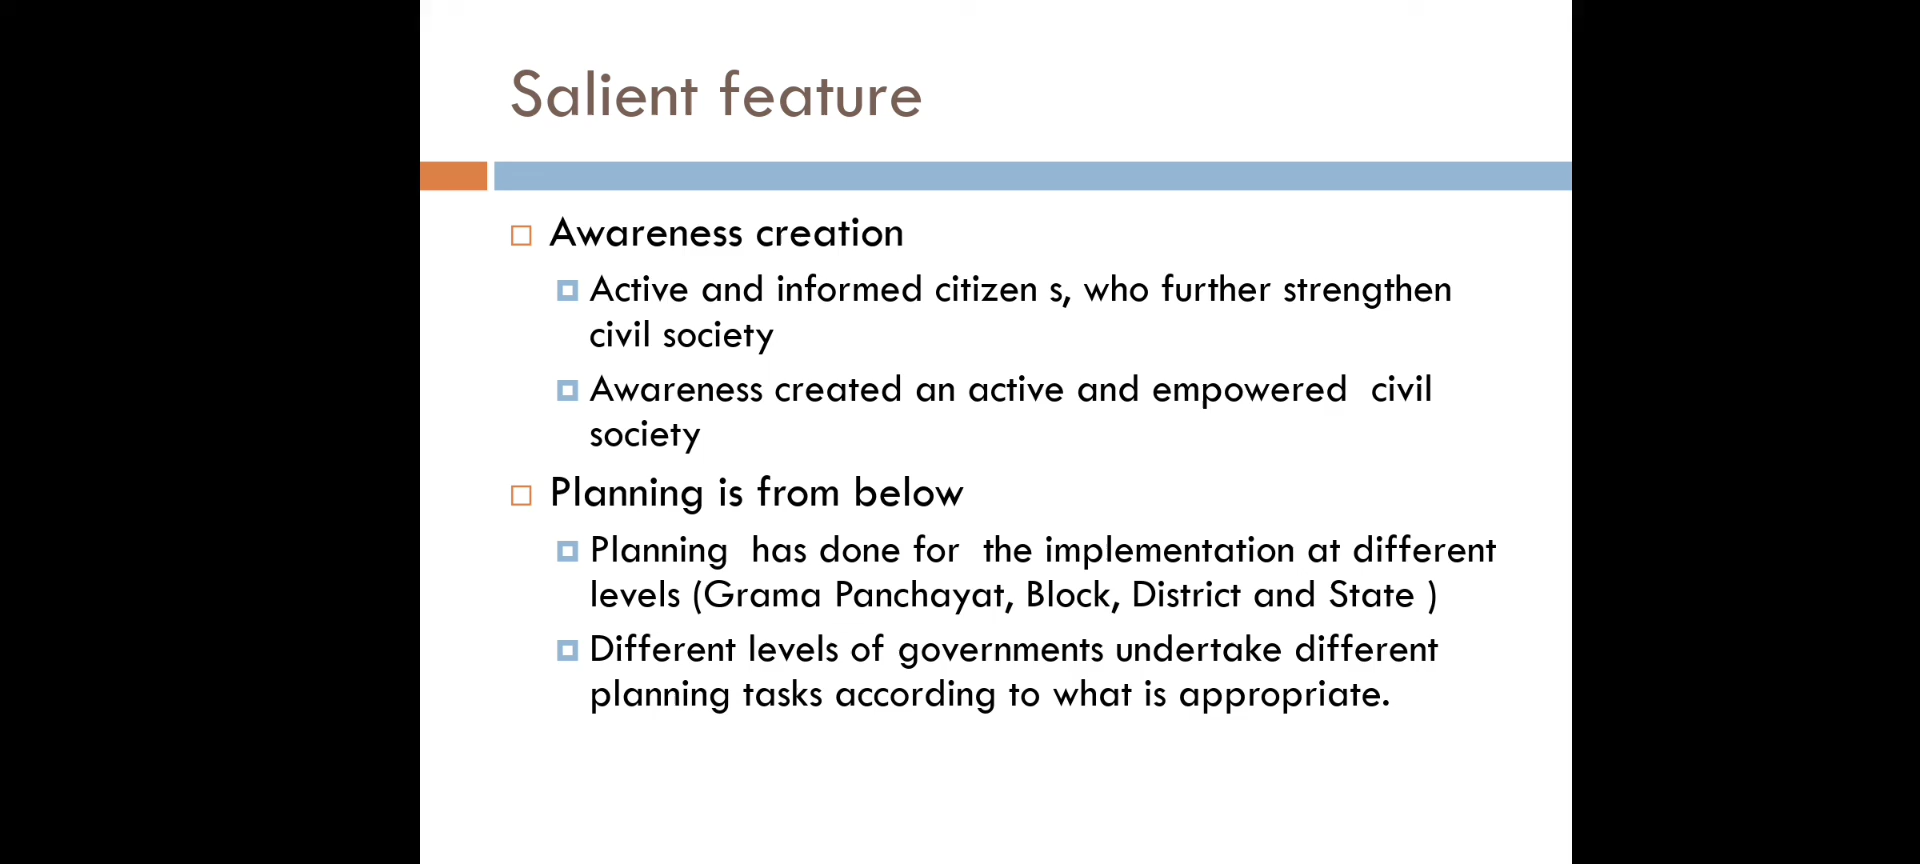 Salient feature
Awareness creation
Active and informed citizen s, who further strengthen
civil society
Awareness created an active and empowered  civil
society
Planning is from below
Planning  has done for  the implementation at different
levels (Grama Panchayat, Block, District and State )
Different levels of governments undertake different
planning tasks according to what is appropriate.